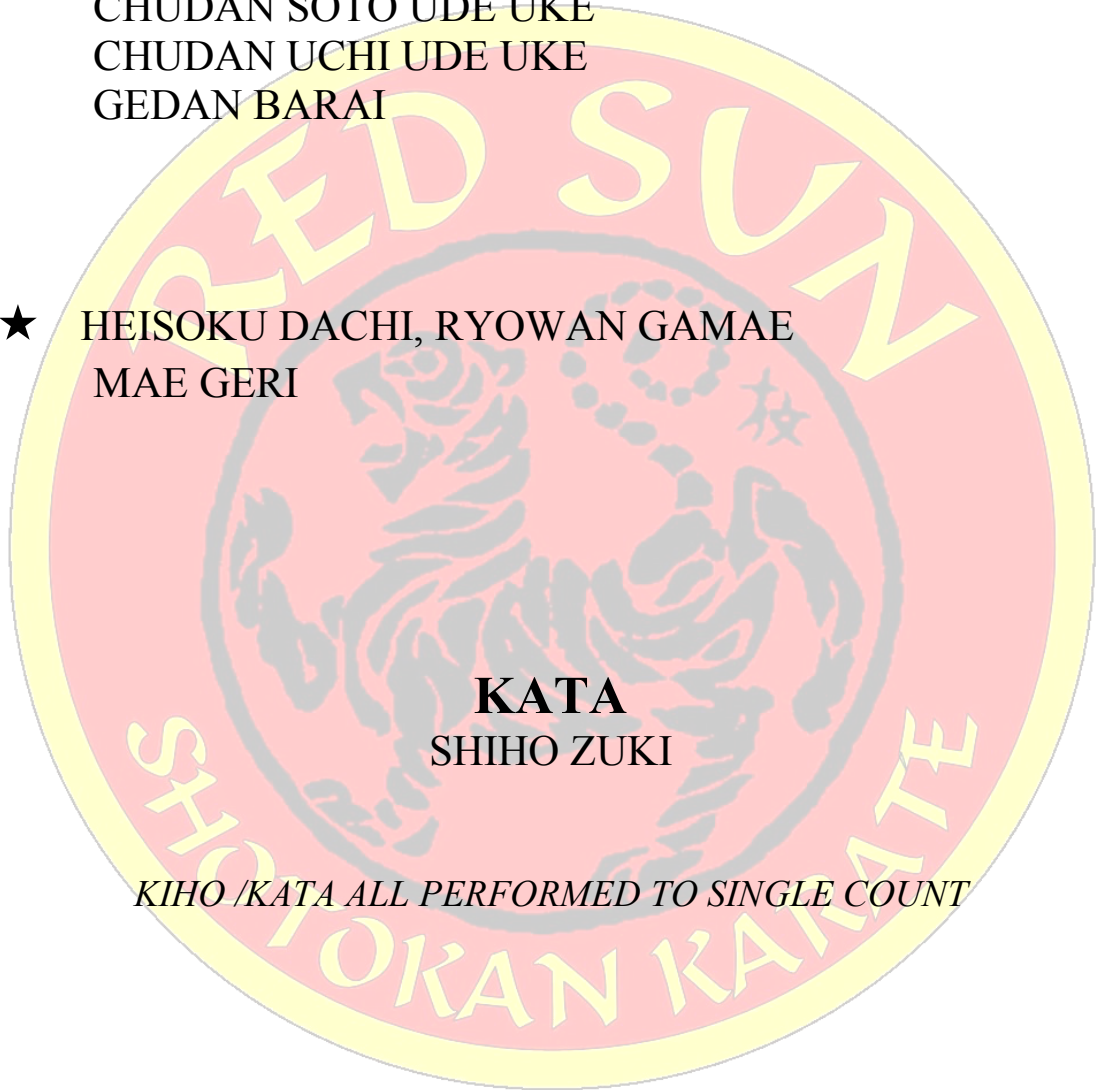 CHUDAN SOTO UDE UKE
CHUDAN UCHI UDE UKE
GEDAN BARAI
RED SUN
★ HEISOKU DACHI, RYOWAN GAMAE
MAE GERI
KATA
SHIHO ZUKI
KIHO /KATA ALL PERFORMED TO SINGLE COUNT
SHOTOKAN KARATE